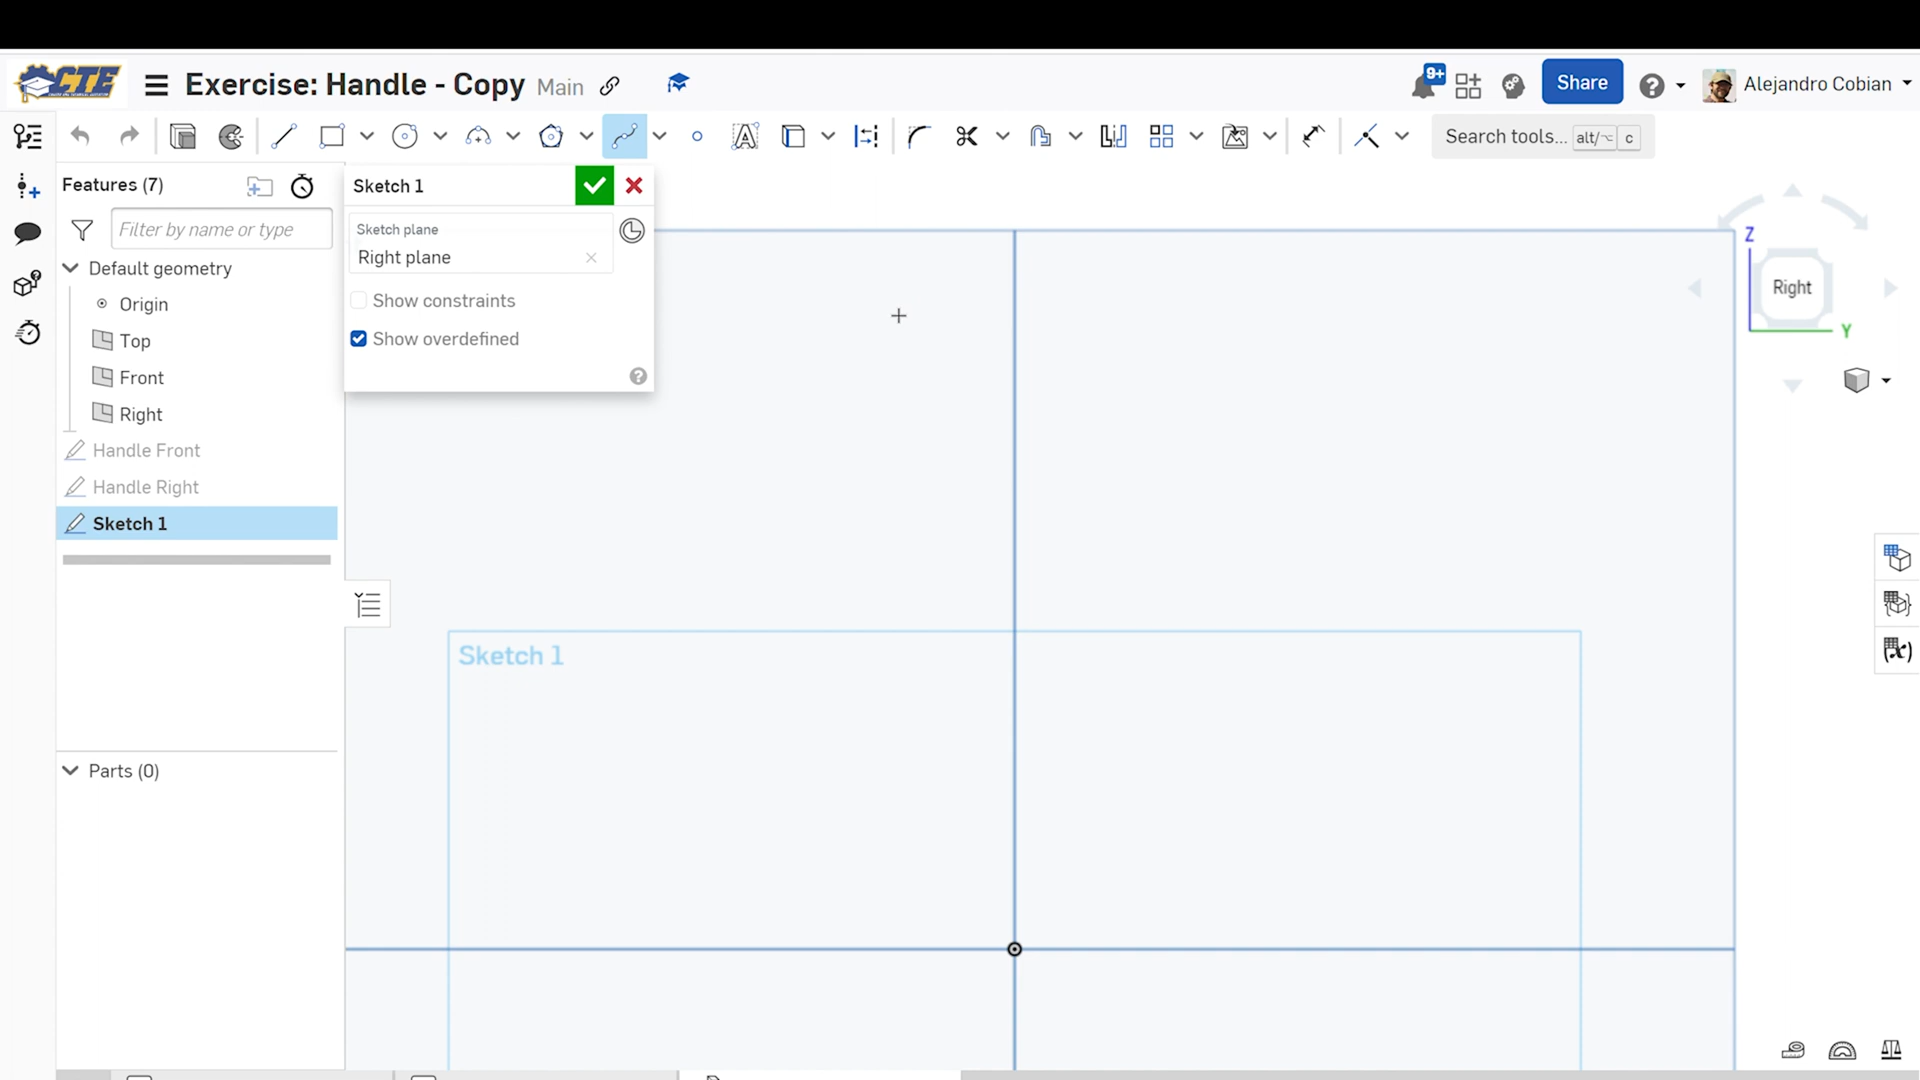 CTE
Exercise: Handle - Copy Main
9+
Share
Alejandro Cobian
Search tools... alt/⌥ c
Features (7)
Filter by name or type
Default geometry
Origin
Top
Front
Right
Handle Front
Handle Right
Sketch 1
Parts (0)
Sketch 1
Sketch plane
Right plane
Show constraints
Show overdefined
Sketch 1
Z
Right
Y